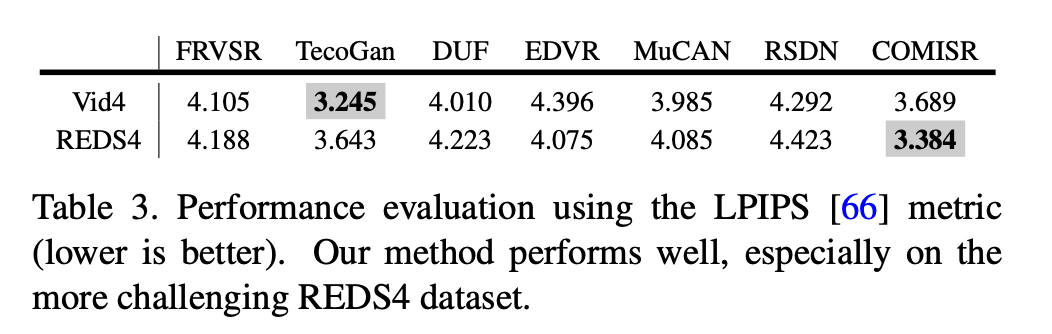 FRVSR TecoGan DUF EDVR MuCAN RSDN COMISR
Vid4 4.105 3.245 4.010 4.396 3.985 4.292 3.689
REDS4 4.188 3.643 4.223 4.075 4.085 4.423 3.384
Table 3. Performance evaluation using the LPIPS [66] metric
(lower is better). Our method performs well, especially on the
more challenging REDS4 dataset.